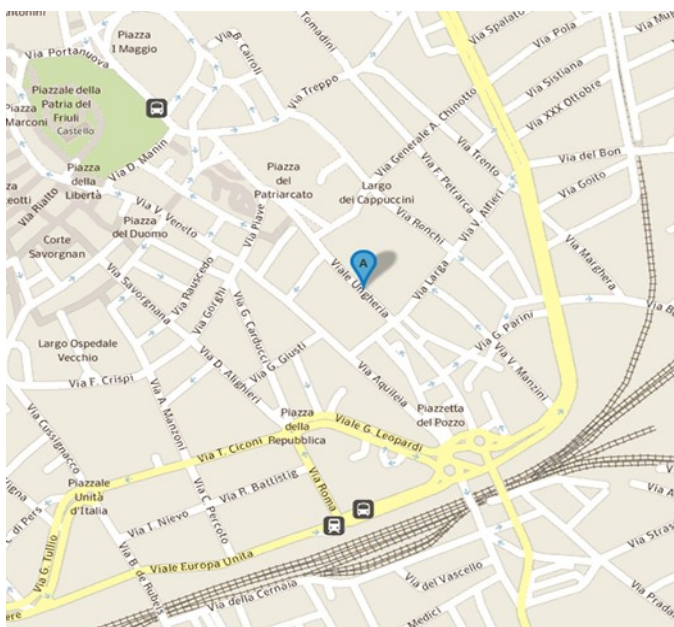 Via Portanuova
Piazza
I Maggio
Via B. Cairoli
Tomadini
Via Spalato
Via Pola
Via Sistiana
Via XXX Ottobre
Piazzale della
Patria del
Friuli
Castello
Piazza
Marconi
Via Treppo
Via Generale A. Chinotto
Via Trento
Via del Bon
Via D. Manin
Piazza
del
Patriarcato
Largo
dei Cappuccini
Via F. Petrarca
Via Goito
Piazza
della
Libertà
Via Rialto
Via V. Veneto
Via Piave
Via Ronchi
Via V. Alfieri
Piazza
del Duomo
Corte
Savorgnan
Via Rauscedo
Via Savorgnana
Via Gorghi
A
Viale Ungheria
Via Larga
Via Marghera
Via G. Carducci
Via G. Parini
Largo Ospedale
Vecchio
Via D. Alighieri
Via G. Giusti
Via V. Manzini
Via F. Crispi
Via Aquileia
Via Cussignacco
Via A. Manzoni
Piazza
della
Repubblica
Viale G. Leopardi
Piazzetta
del Pozzo
Via T. Ciconi
Piazzale
Unità
d'Italia
Via R. Battistig
Via Roma
Via T. Nievo
Via C. Percoto
Via G. Tullio
Viale Europa Unita
Via B. de Rubeis
Via della Cernaia
Via del Vascello
Medici
Via Prada